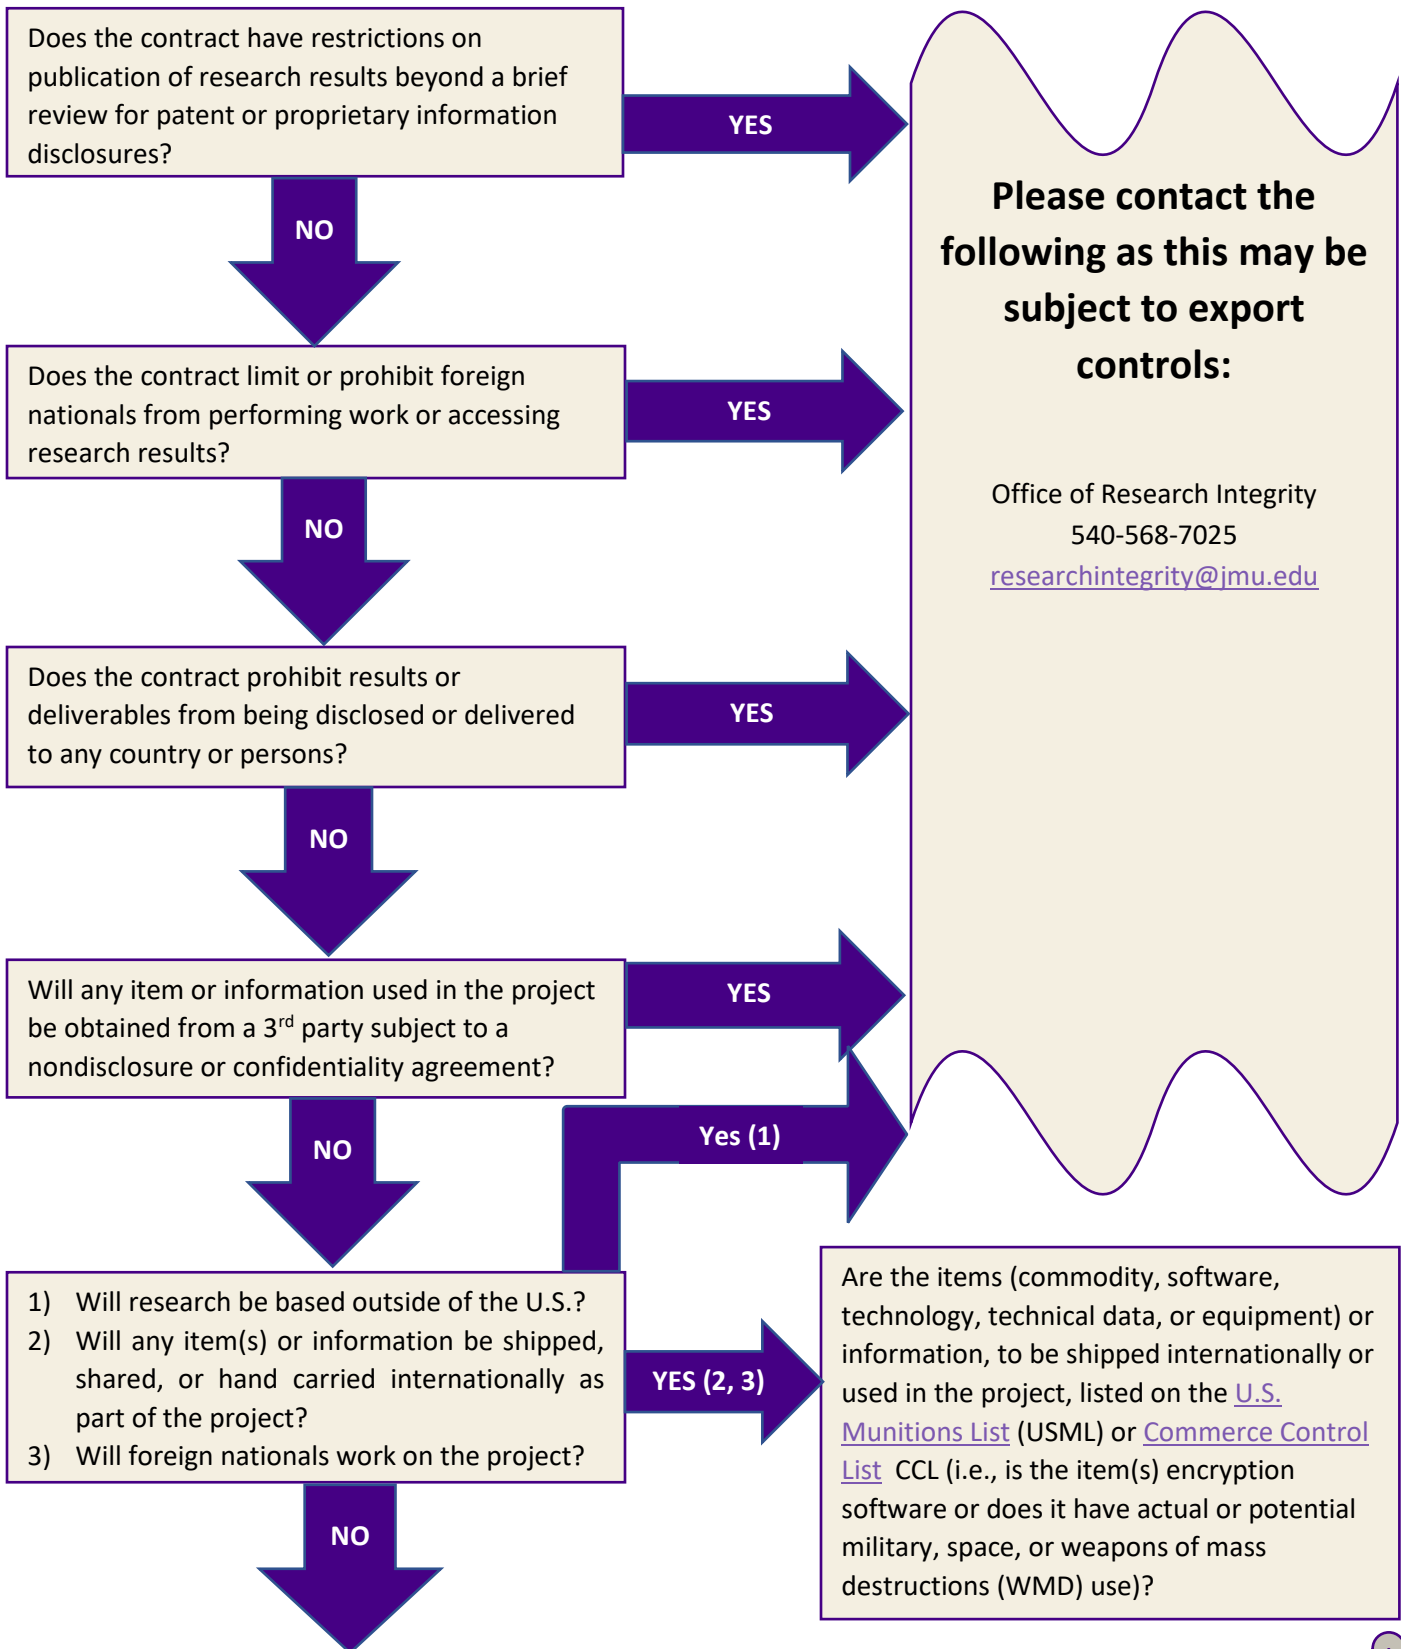 Does the contract have restrictions on
publication of research results beyond a brief
review for patent or proprietary information
disclosures?
YES
NO
Please contact the
following as this may be
subject to export
controls:
Office of Research Integrity
540-568-7025
researchintegrity@jmu.edu
Does the contract limit or prohibit foreign
nationals from performing work or accessing
research results?
YES
NO
Does the contract prohibit results or
deliverables from being disclosed or delivered
to any country or persons?
YES
NO
Will any item or information used in the project
be obtained from a 3rd party subject to a
nondisclosure or confidentiality agreement?
YES
NO
Yes (1)
1) Will research be based outside of the U.S.?
2) Will any item(s) or information be shipped,
shared, or hand carried internationally as
part of the project?
3) Will foreign nationals work on the project?
YES (2, 3)
NO
Are the items (commodity, software,
technology, technical data, or equipment) or
information, to be shipped internationally or
used in the project, listed on the U.S.
Munitions List (USML) or Commerce Control
List CCL (i.e., is the item(s) encryption
software or does it have actual or potential
military, space, or weapons of mass
destructions (WMD) use)?